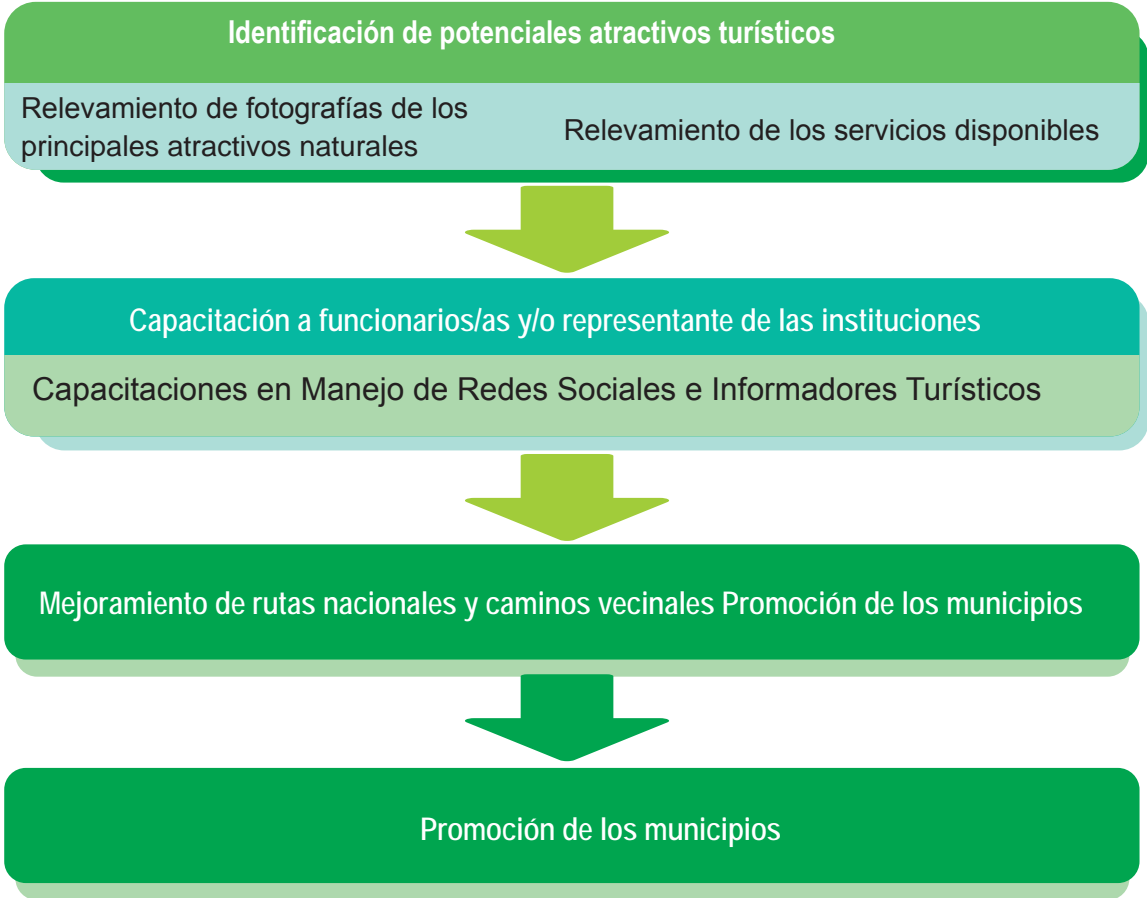 Identificación de potenciales atractivos turísticos
Relevamiento de fotografías de los
principales atractivos naturales
Relevamiento de los servicios disponibles
Capacitación a funcionarios/as y/o representante de las instituciones
Capacitaciones en Manejo de Redes Sociales e Informadores Turísticos
Mejoramiento de rutas nacionales y caminos vecinales Promoción de los municipios
Promoción de los municipios